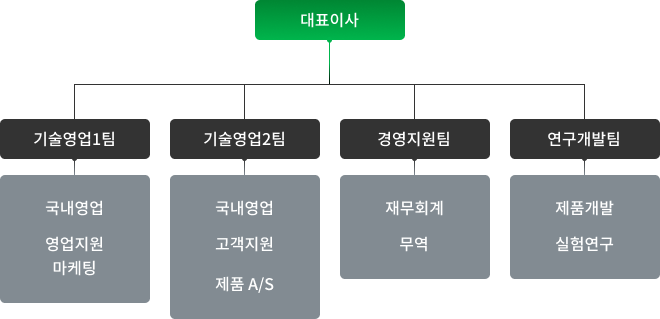 대표이사
기술영업1팀
국내영업
영업지원
마케팅
기술영업2팀
국내영업
고객지원
제품 A/S
경영지원팀
재무회계
무역
연구개발팀
제품개발
실험연구